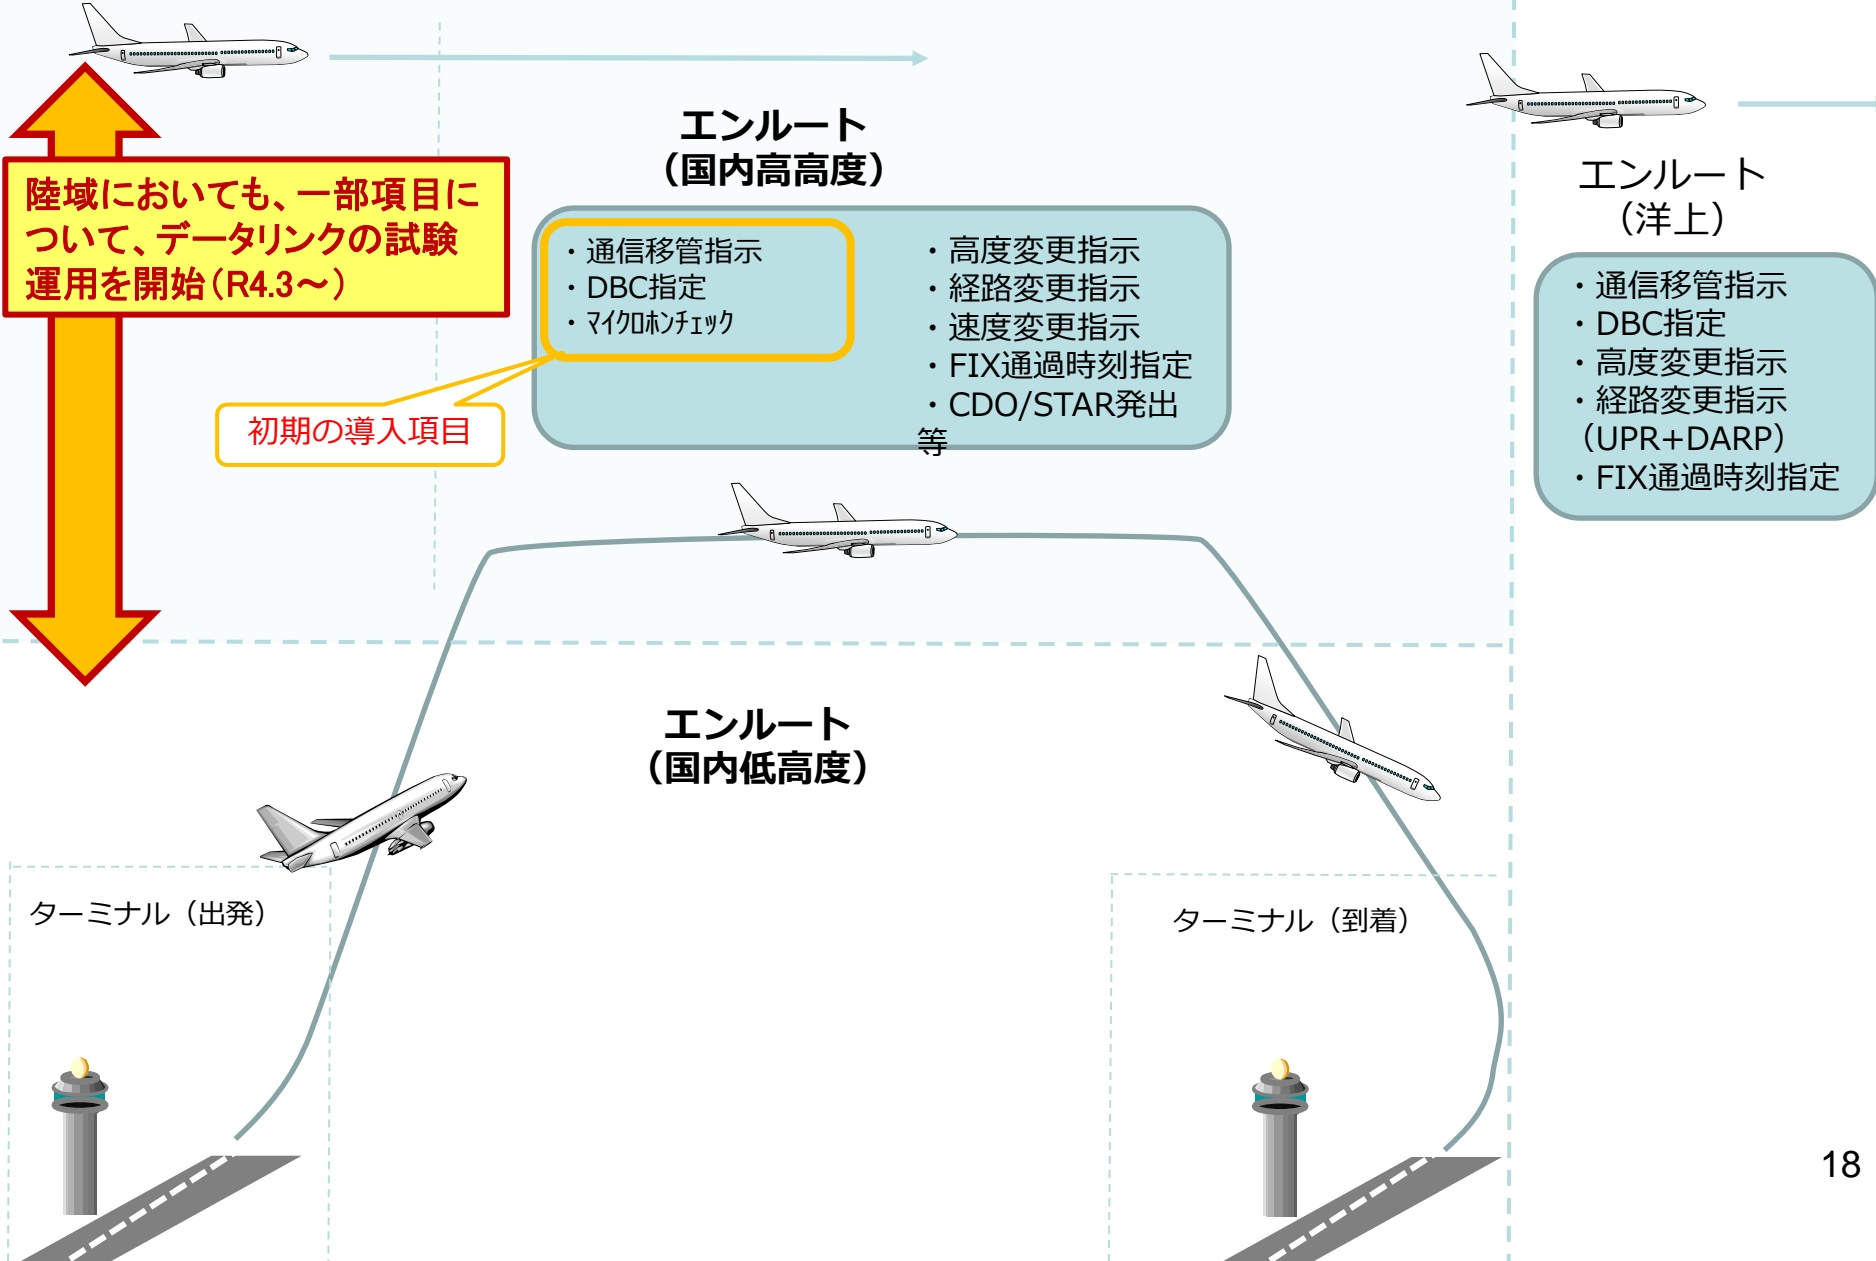 エンルート
（国内高高度）
陸域においても、一部項目に
ついて、データリンクの試験
運用を開始（R4.3～）
・通信移管指示
・DBC指定
・ﾏｲｸﾛﾎﾝﾁｪｯｸ
・高度変更指示
・経路変更指示
・速度変更指示
・FIX通過時刻指定
・CDO/STAR発出
等
初期の導入項目
エンルート
（洋上）
・通信移管指示
・DBC指定
・高度変更指示
・経路変更指示
（UPR+DARP）
・FIX通過時刻指定
エンルート
（国内低高度）
ターミナル（出発）
ターミナル（到着）
18